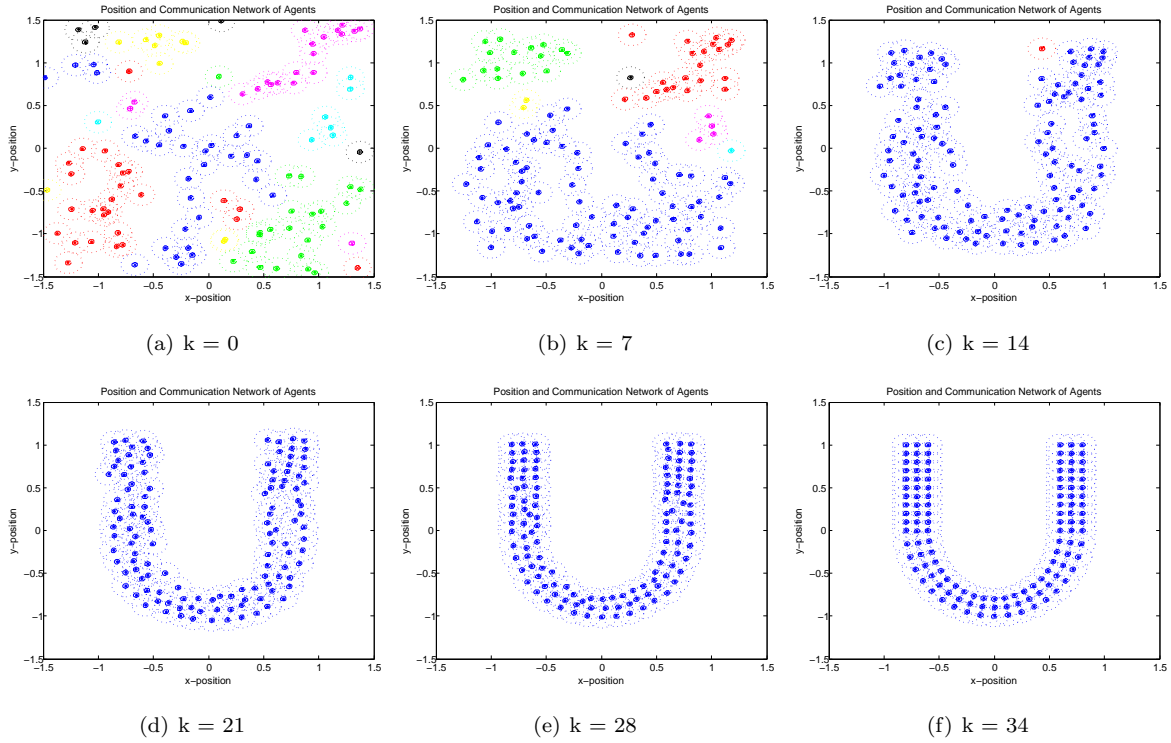 Position and Communication Network of Agents
1.5
1
0.5
0
−0.5
−1
−1.5
y−position
−1.5 −1 −0.5 0 0.5 1 1.5
x−position
(a) k = 0
Position and Communication Network of Agents
1.5
1
0.5
0
−0.5
−1
−1.5
y−position
−1.5 −1 −0.5 0 0.5 1 1.5
x−position
(b) k = 7
Position and Communication Network of Agents
1.5
1
0.5
0
−0.5
−1
−1.5
y−position
−1.5 −1 −0.5 0 0.5 1 1.5
x−position
(c) k = 14
Position and Communication Network of Agents
1.5
1
0.5
0
−0.5
−1
−1.5
y−position
−1.5 −1 −0.5 0 0.5 1 1.5
x−position
(d) k = 21
Position and Communication Network of Agents
1.5
1
0.5
0
−0.5
−1
−1.5
y−position
−1.5 −1 −0.5 0 0.5 1 1.5
x−position
(e) k = 28
Position and Communication Network of Agents
1.5
1
0.5
0
−0.5
−1
−1.5
y−position
−1.5 −1 −0.5 0 0.5 1 1.5
x−position
(f) k = 34